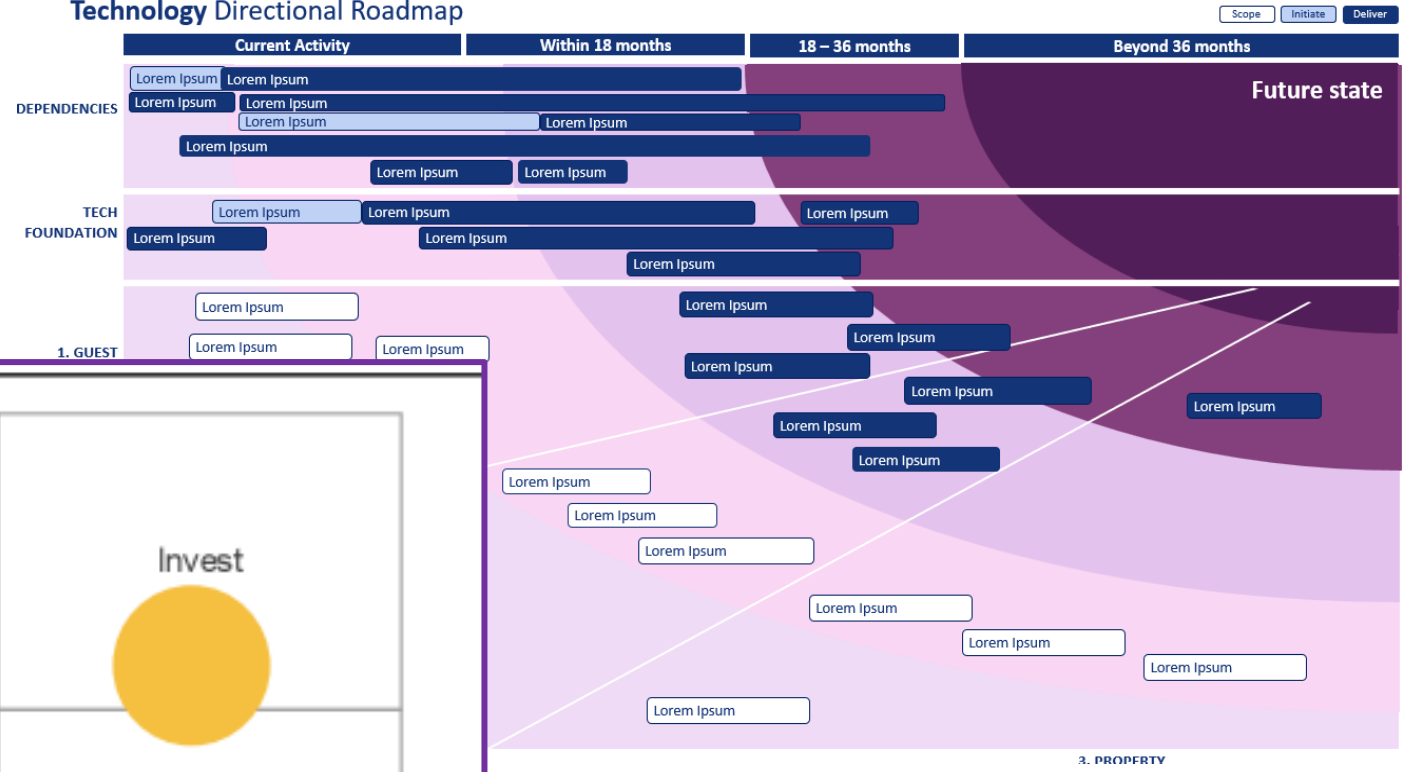 Technology Directional Roadmap
Scope Initiate Deliver
Current Activity Within 18 months 18 – 36 months Beyond 36 months
Future state
DEPENDENCIES
Lorem Ipsum Lorem Ipsum
Lorem Ipsum Lorem Ipsum
Lorem Ipsum Lorem Ipsum
Lorem Ipsum
Lorem Ipsum Lorem Ipsum
TECH
FOUNDATION
Lorem Ipsum Lorem Ipsum Lorem Ipsum
Lorem Ipsum Lorem Ipsum
Lorem Ipsum
1. GUEST
Lorem Ipsum Lorem Ipsum
Lorem Ipsum
Lorem Ipsum Lorem Ipsum
Lorem Ipsum
Lorem Ipsum
Lorem Ipsum
Lorem Ipsum
Lorem Ipsum
Lorem Ipsum
Lorem Ipsum
Lorem Ipsum
Invest
Lorem Ipsum
Lorem Ipsum
Lorem Ipsum
Lorem Ipsum
Lorem Ipsum
3. PROPERTY